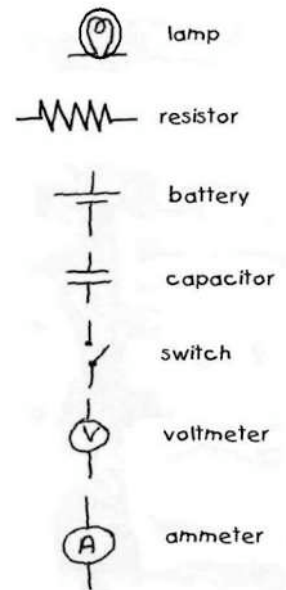 lamp
resistor
battery
capacitor
switch
V voltmeter
A ammeter